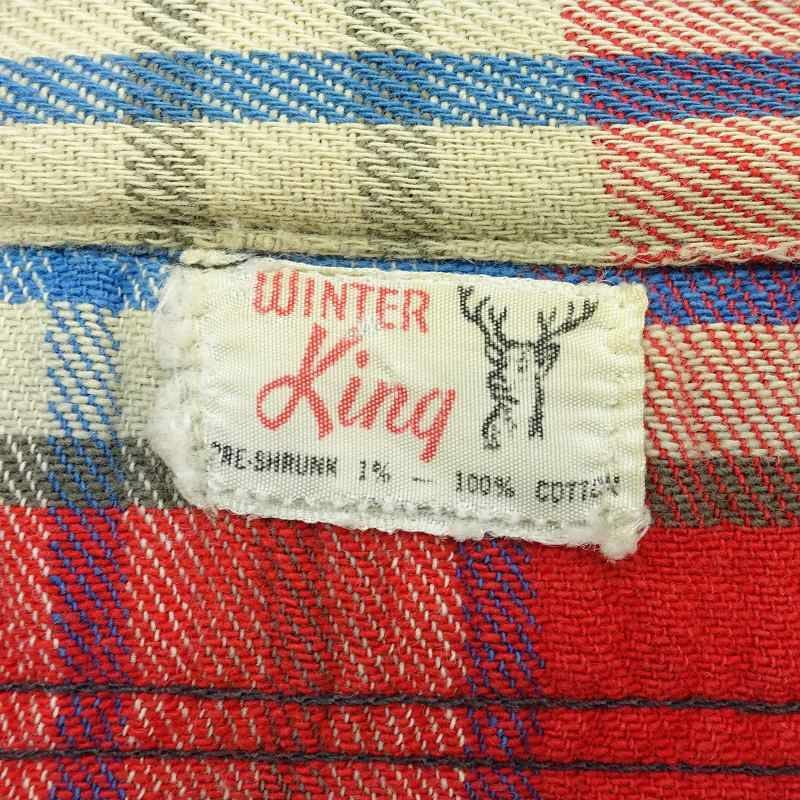 WINTER
King
PRE-SHRUNK 1% — 100% COTTON